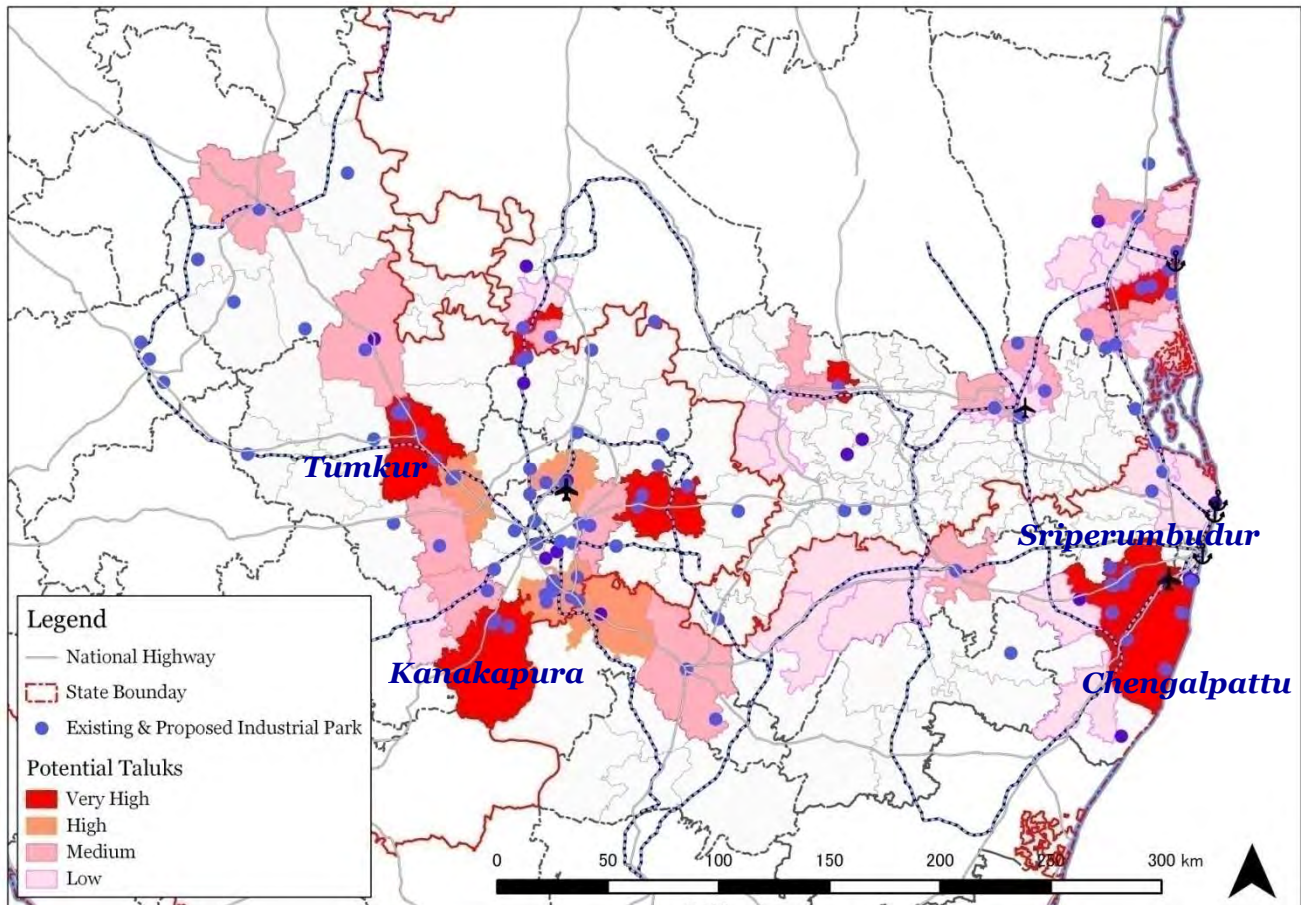 Tumkur
Sriperumbudur
Kanakapura
Chengalpattu
Legend
National Highway
State Bounday
Existing & Proposed Industrial Park
Potential Taluks
Very High
High
Medium
Low
0 50 100 150 200 250 300 km